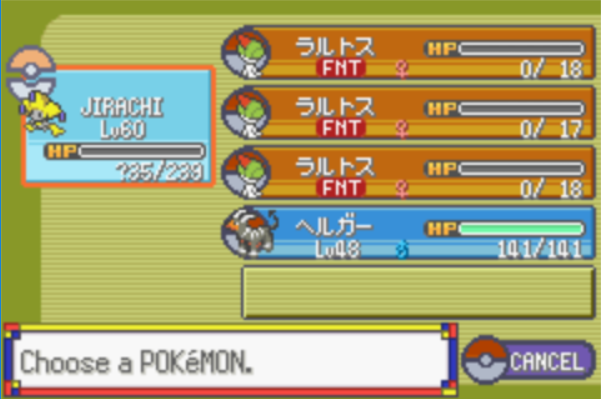 JIRACHI
Lv60
HP
?35/239
ラルトス
HP
FNT ♀
0/ 18
ラルトス
HP
FNT ♀
0/ 17
ラルトス
HP
FNT ♀
0/ 18
ヘルガー
HP
Lv48 ♂
141/141
Choose a POKéMON.
CANCEL